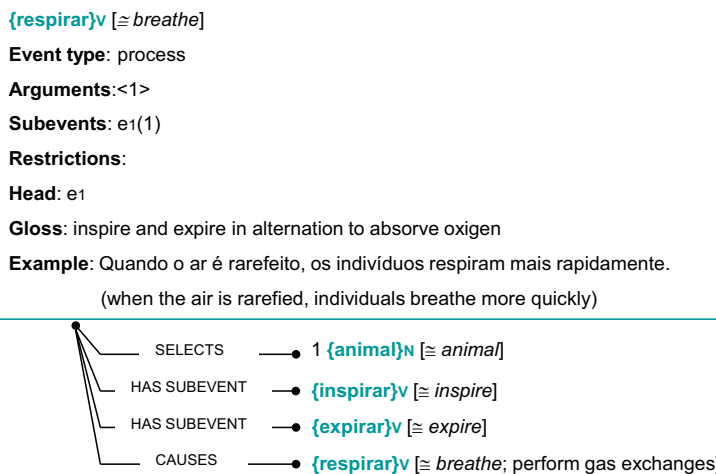 {respirar}V [≅ breathe]
Event type: process
Arguments:<1>
Subevents: e1(1)
Restrictions:
Head: e1
Gloss: inspire and expire in alternation to absorve oxigen
Example: Quando o ar é rarefeito, os indivíduos respiram mais rapidamente.
(when the air is rarefied, individuals breathe more quickly)
SELECTS 1 {animal}N [≅ animal]
HAS SUBEVENT {inspirar}V [≅ inspire]
HAS SUBEVENT {expirar}V [≅ expire]
CAUSES {respirar}V [≅ breathe; perform gas exchanges]